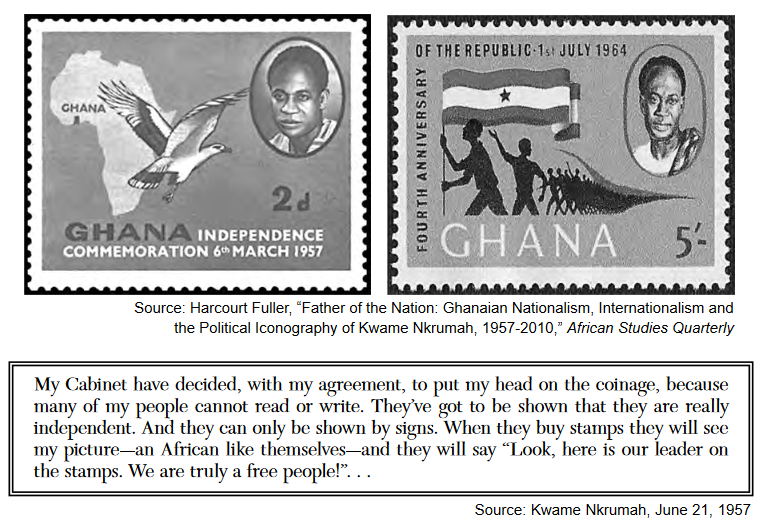 GHANA
2d
GHANA INDEPENDENCE
COMMEMORATION 6th MARCH 1957
OF THE REPUBLIC·1st JULY 1964
FOURTH ANNIVERSARY
GHANA
5/-
Source: Harcourt Fuller, “Father of the Nation: Ghanaian Nationalism, Internationalism and
the Political Iconography of Kwame Nkrumah, 1957-2010,” African Studies Quarterly
My Cabinet have decided, with my agreement, to put my head on the coinage, because
many of my people cannot read or write. They’ve got to be shown that they are really
independent. And they can only be shown by signs. When they buy stamps they will see
my picture—an African like themselves—and they will say “Look, here is our leader on
the stamps. We are truly a free people!”. . .
Source: Kwame Nkrumah, June 21, 1957